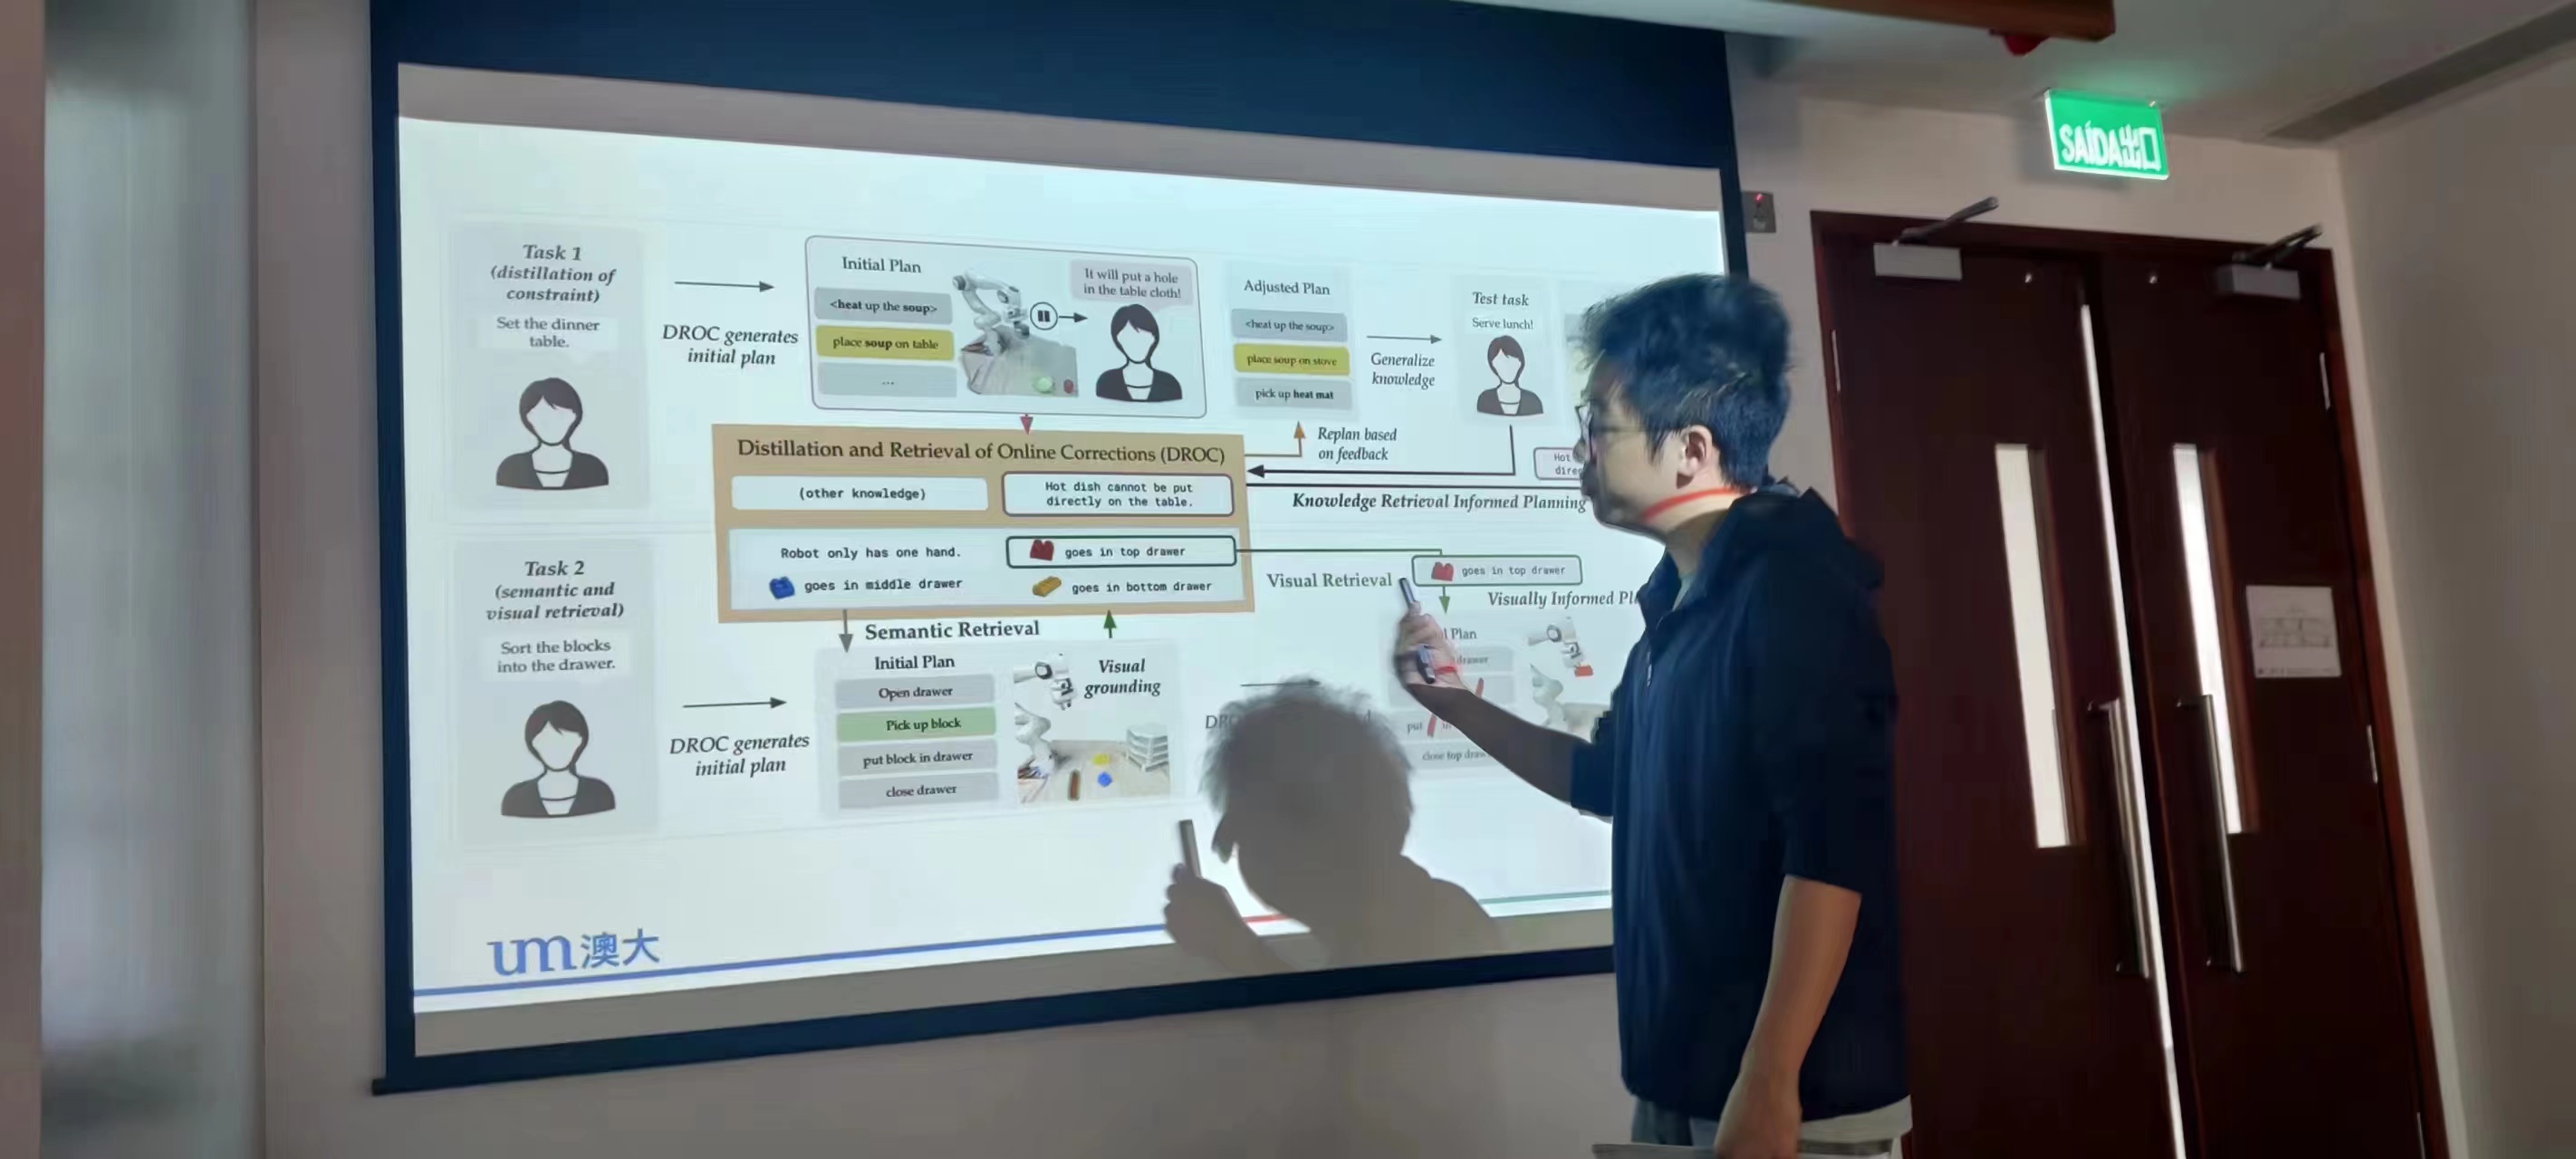 SAÍDA出口
Task 1
(distillation of
constraint)
Set the dinner
table.
DROC generates
initial plan
Initial Plan
<heat up the soup>
place soup on table
...
It will put a hole
in the table cloth!
Adjusted Plan
<heat up the soup>
place soup on stove
pick up heat mat
Generalize
knowledge
Test task
Serve lunch!
Replan based
on feedback
Hot
direc
Knowledge Retrieval Informed Planning
Distillation and Retrieval of Online Corrections (DROC)
(other knowledge)
Hot dish cannot be put
directly on the table.
Robot only has one hand.
goes in top drawer
goes in middle drawer
goes in bottom drawer
Task 2
(semantic and
visual retrieval)
Sort the blocks
into the drawer.
DROC generates
initial plan
Semantic Retrieval
Initial Plan
Open drawer
Pick up block
put block in drawer
close drawer
Visual
grounding
Visual Retrieval
goes in top drawer
Visually Informed
Plan
drawer
put
close top
um澳大